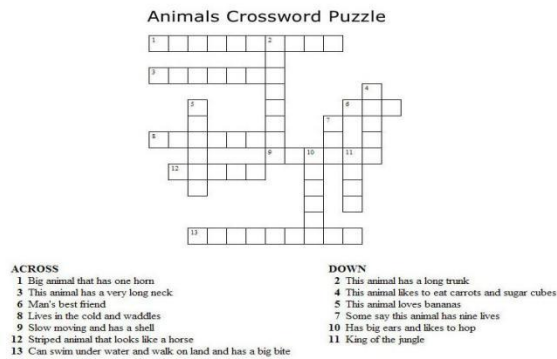 Animals Crossword Puzzle
1
2
3
4
5
6
7
8
9
10
11
12
13
ACROSS
1 Big animal that has one horn
3 This animal has a very long neck
6 Man's best friend
8 Lives in the cold and waddles
9 Slow moving and has a shell
12 Striped animal that looks like a horse
13 Can swim under water and walk on land and has a big bite
DOWN
2 This animal has a long trunk
4 This animal likes to eat carrots and sugar cubes
5 This animal loves bananas
7 Some say this animal has nine lives
10 Has big ears and likes to hop
11 King of the jungle